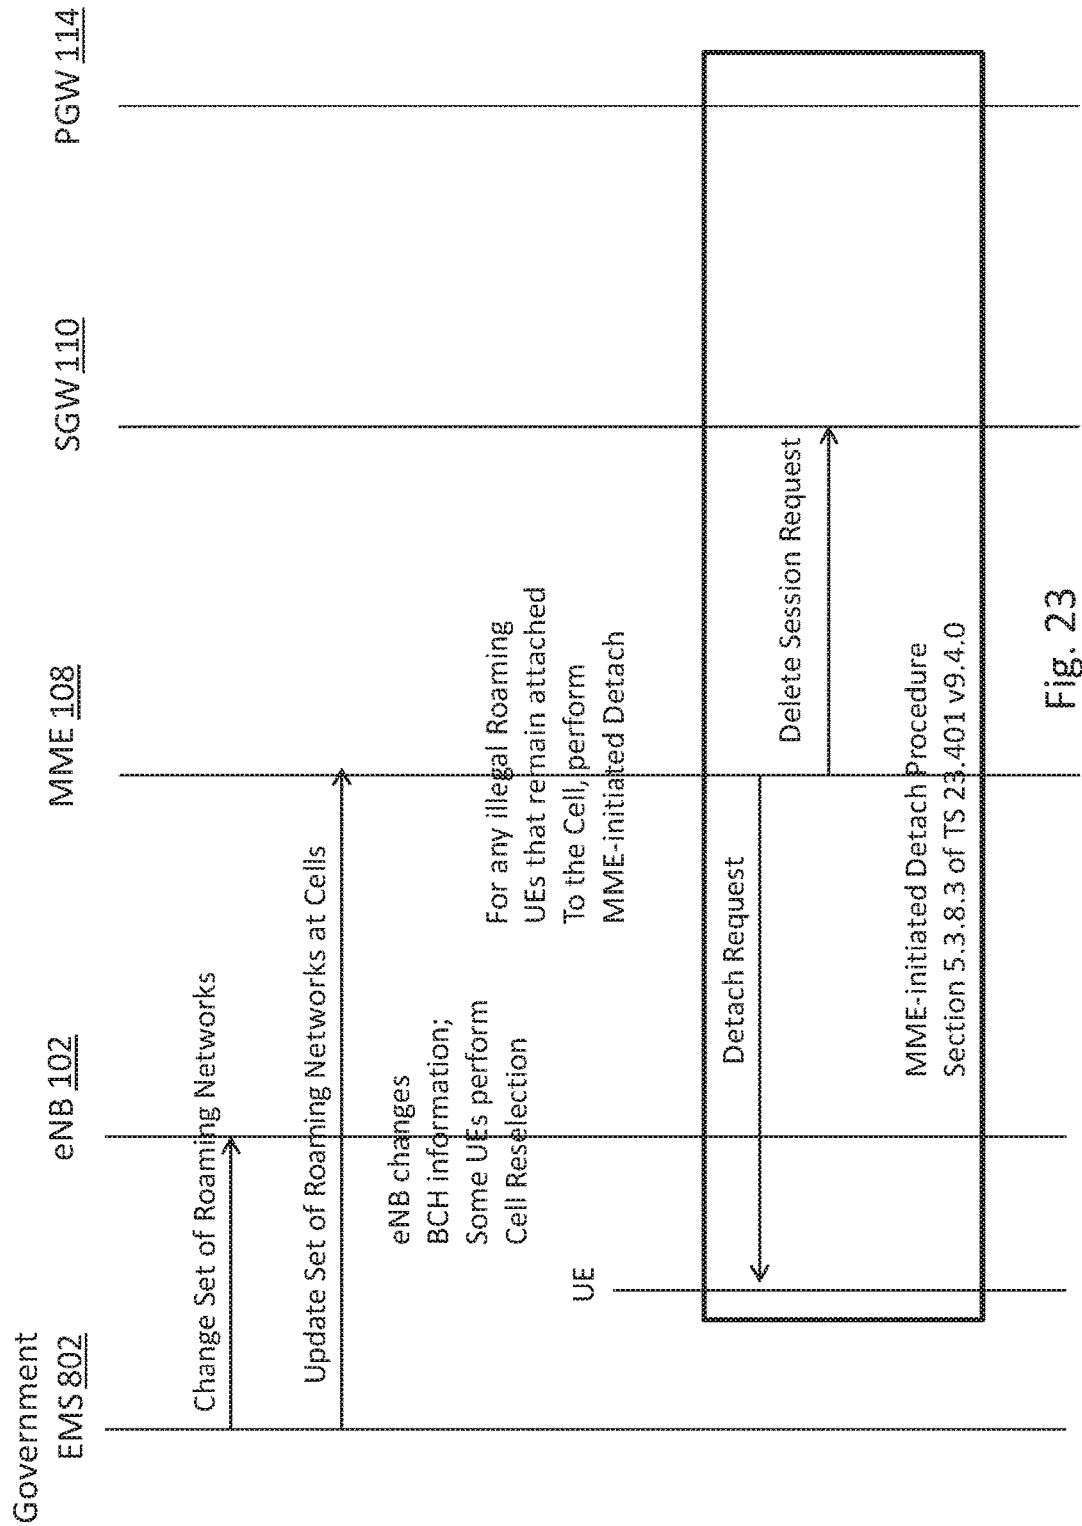 Government
EMS 802
eNB 102
MME 108
SGW 110
PGW 114
Change Set of Roaming Networks
Update Set of Roaming Networks at Cells
eNB changes
BCH information;
Some UEs perform
Cell Reselection
For any illegal Roaming
UEs that remain attached
To the Cell, perform
MME-initiated Detach
UE
Detach Request
Delete Session Request
MME-initiated Detach Procedure
Section 5.3.8.3 of TS 23.401 v9.4.0
Fig. 23